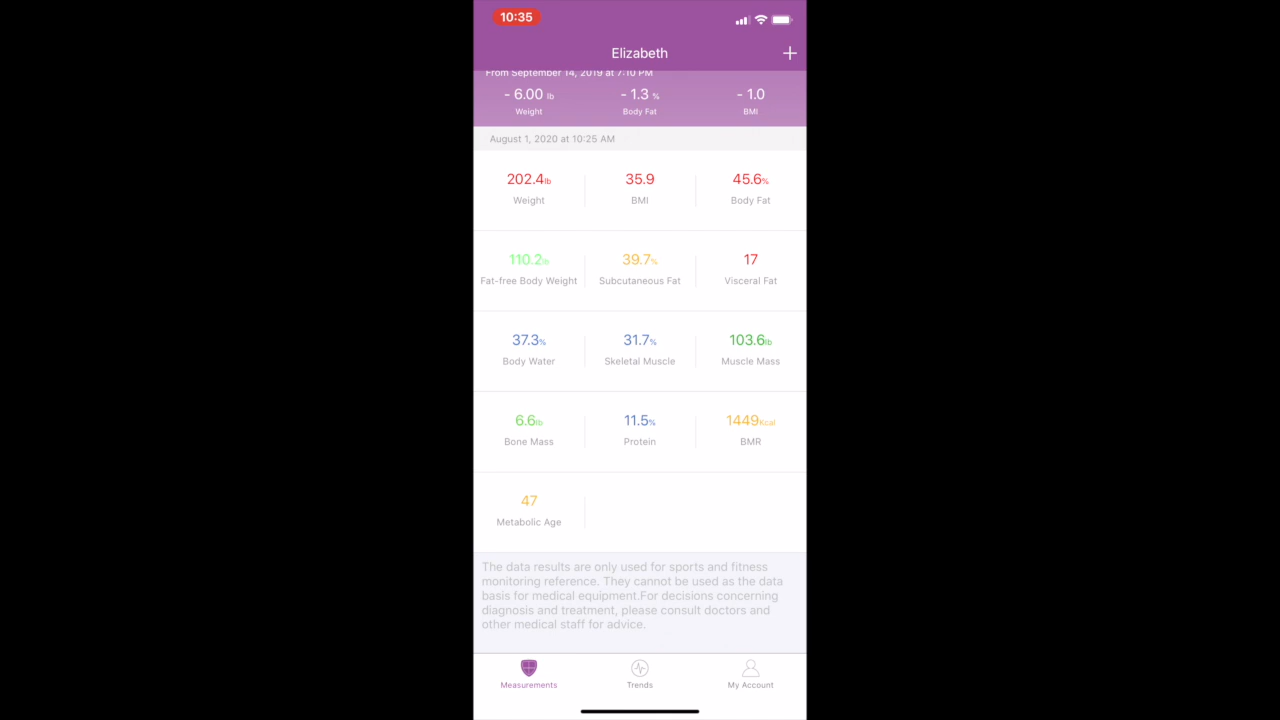 10:35
Elizabeth +
From September 14, 2019 at 7:10 PM
- 6.00 lb - 1.3 % - 1.0
Weight Body Fat BMI
August 1, 2020 at 10:25 AM
202.4lb 35.9 45.6%
Weight BMI Body Fat
110.2lb 39.7% 17
Fat-free Body Weight Subcutaneous Fat Visceral Fat
37.3% 31.7% 103.6lb
Body Water Skeletal Muscle Muscle Mass
6.6lb 11.5% 1449Kcal
Bone Mass Protein BMR
47
Metabolic Age
The data results are only used for sports and fitness
monitoring reference. They cannot be used as the data
basis for medical equipment.For decisions concerning
diagnosis and treatment, please consult doctors and
other medical staff for advice.
Measurements Trends My Account